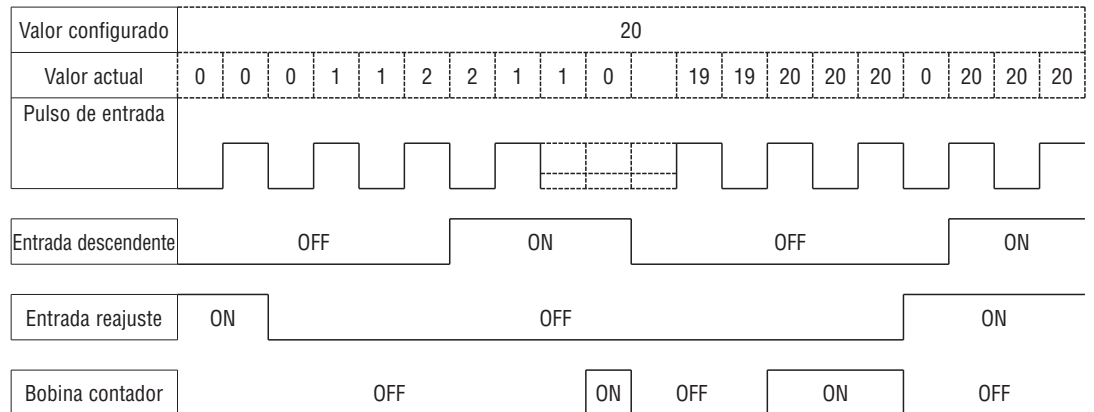 Valor configurado 20
Valor actual 0 0 0 1 1 2 2 1 1 0 19 19 20 20 20 0 20 20 20
Pulso de entrada
Entrada descendente OFF ON OFF ON
Entrada reajuste ON OFF ON
Bobina contador OFF ON OFF ON OFF